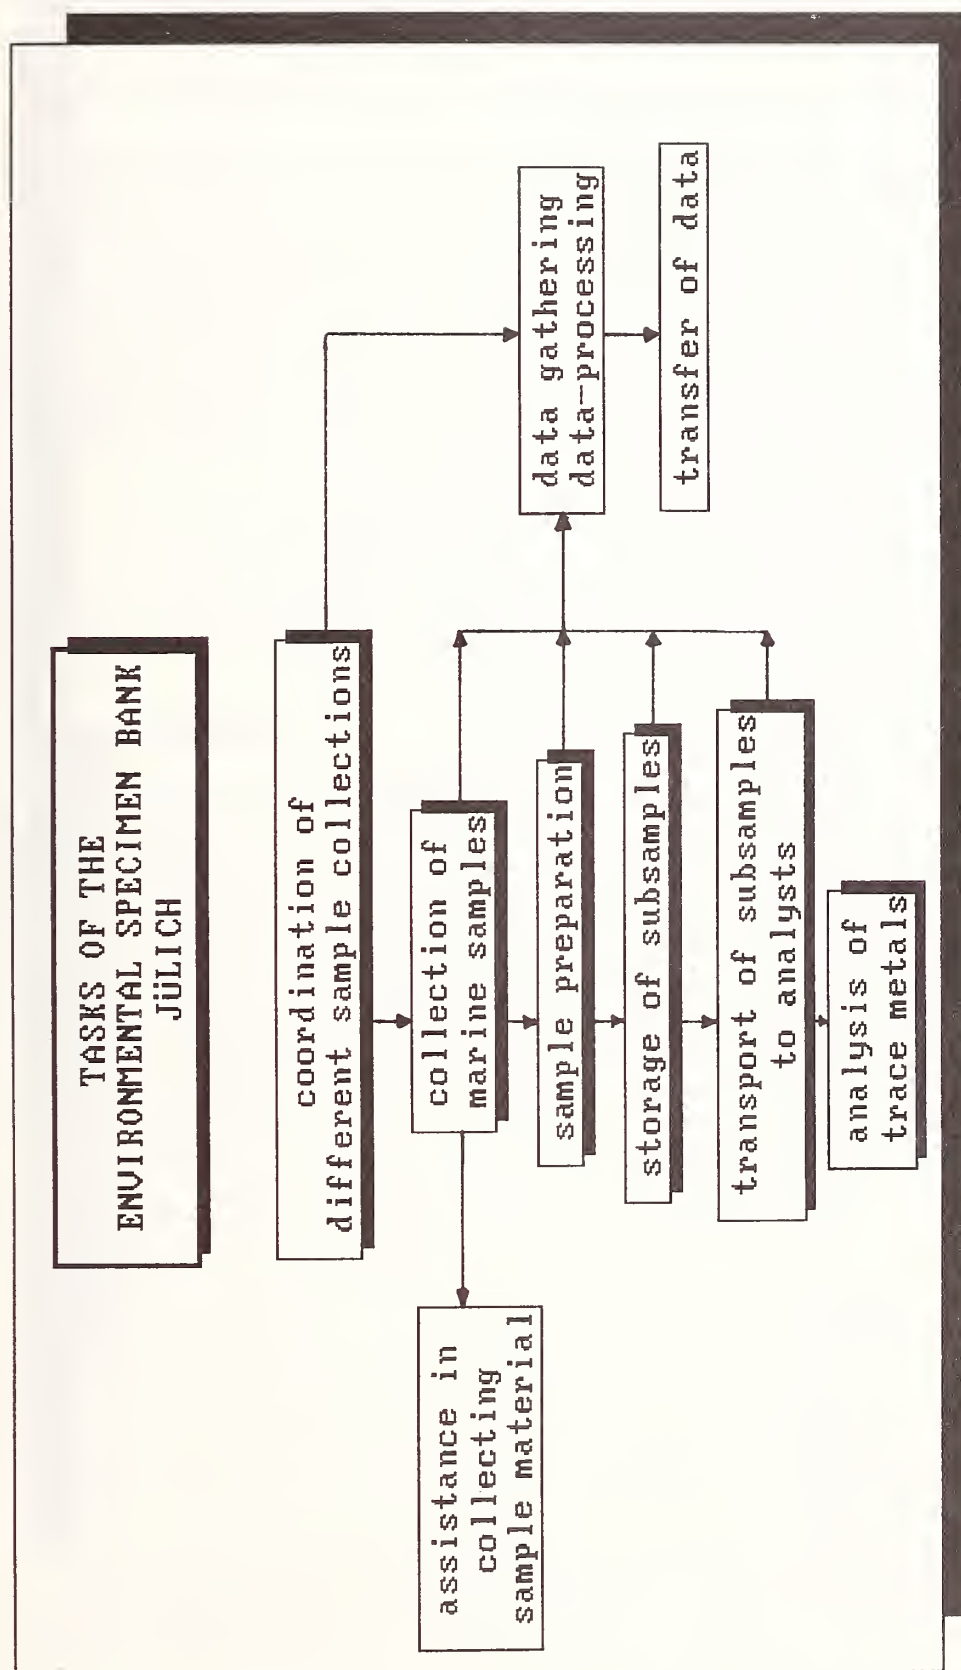 TASKS OF THE
ENVIRONMENTAL SPECIMEN BANK
JÜLICH
coordination of
different sample collections
assistance in
collecting
sample material
collection of
marine samples
sample preparation
storage of subsamples
transport of subsamples
to analysts
analysis of
trace metals
data gathering
data-processing
transfer of data